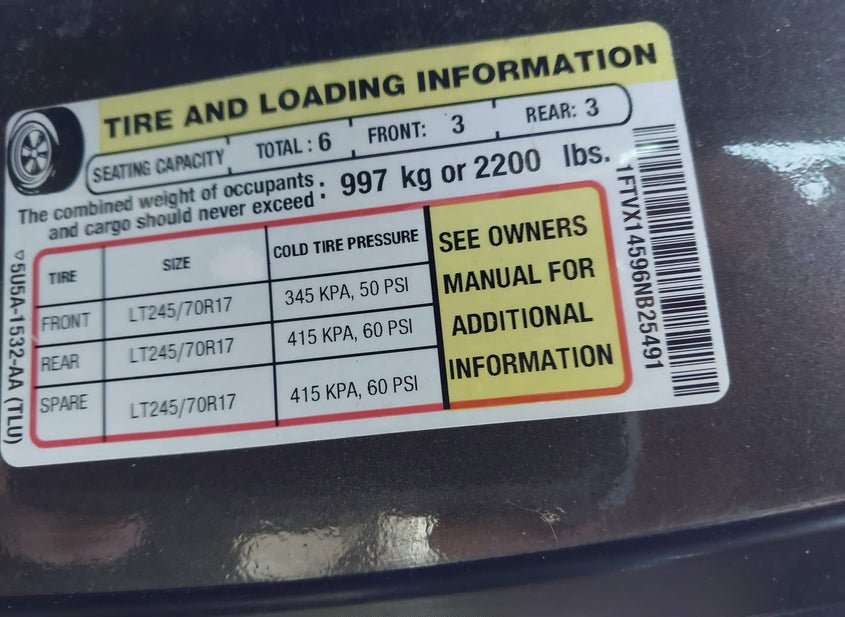 TIRE AND LOADING INFORMATION
SEATING CAPACITY TOTAL : 6 FRONT: 3 REAR: 3
The combined weight of occupants
and cargo should never exceed : 997 kg or 2200 lbs.
TIRE SIZE COLD TIRE PRESSURE
FRONT LT245/70R17 345 KPA, 50 PSI
REAR LT245/70R17 415 KPA, 60 PSI
SPARE LT245/70R17 415 KPA, 60 PSI
SEE OWNERS
MANUAL FOR
ADDITIONAL
INFORMATION
1FTVX14596NB25491
▽5U5A-1532-AA (TLU)